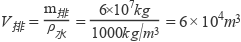 V排 = m排/ρ水 = 6×10⁷kg/1000kg/m³ = 6 × 10⁴m³